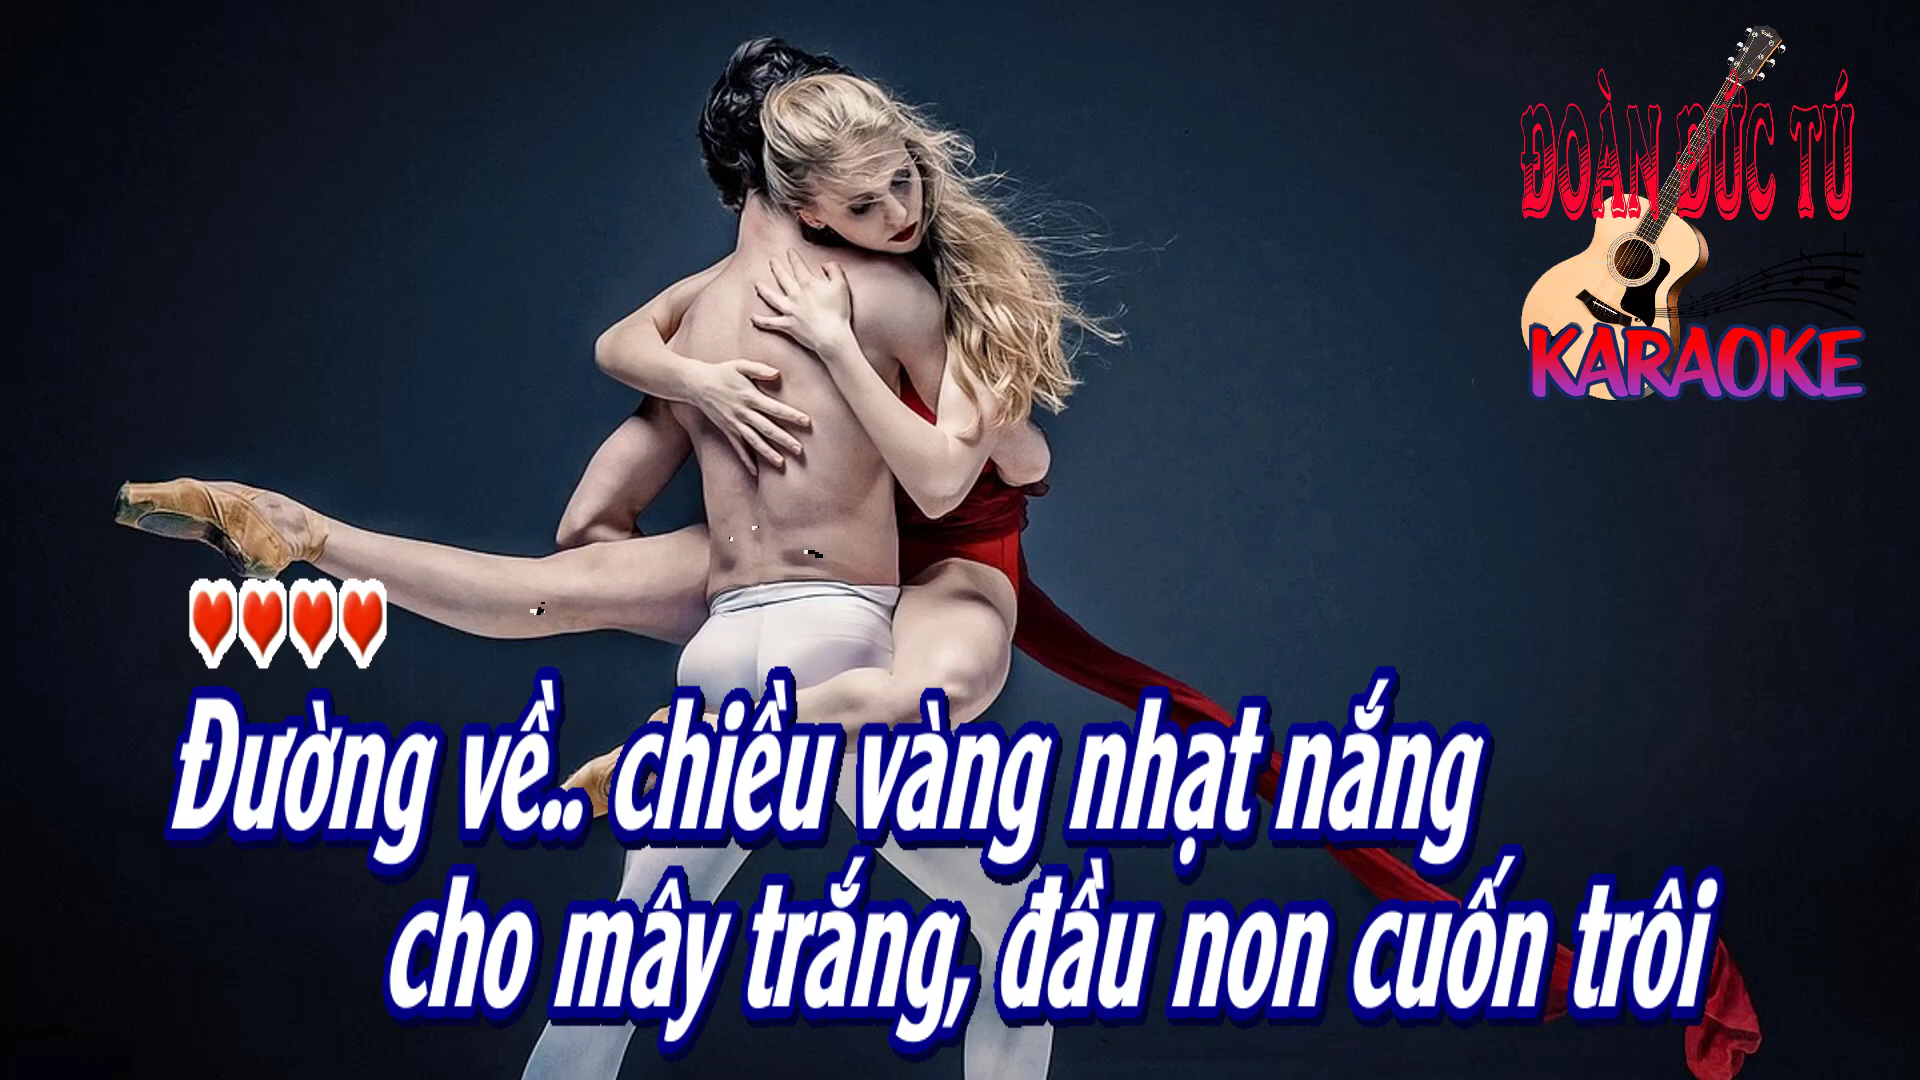 ĐOÀN ĐỨC TÚ
KARAOKE
Đường về.. chiều vàng nhạt nắng
cho mây trắng, đầu non cuốn trôi